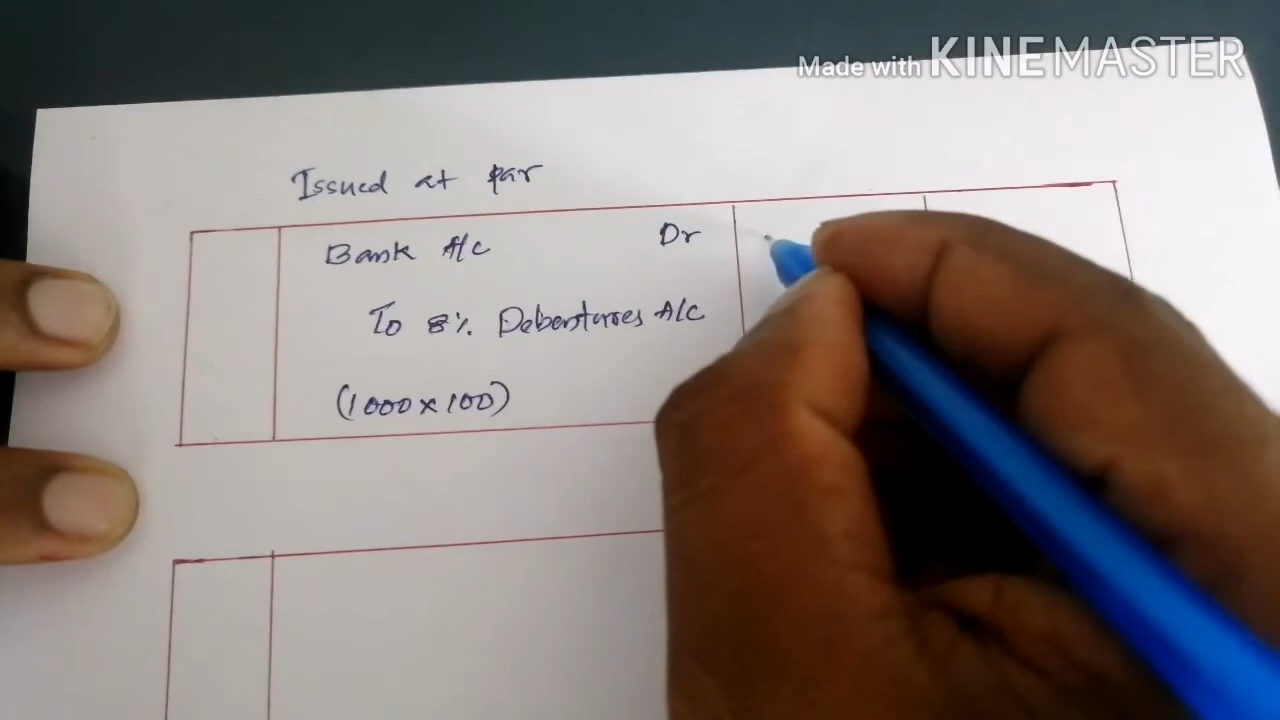 Made with KINEMASTER
Issued at par
Bank A/c Dr
To 8% Debentures A/C
(1000×100)